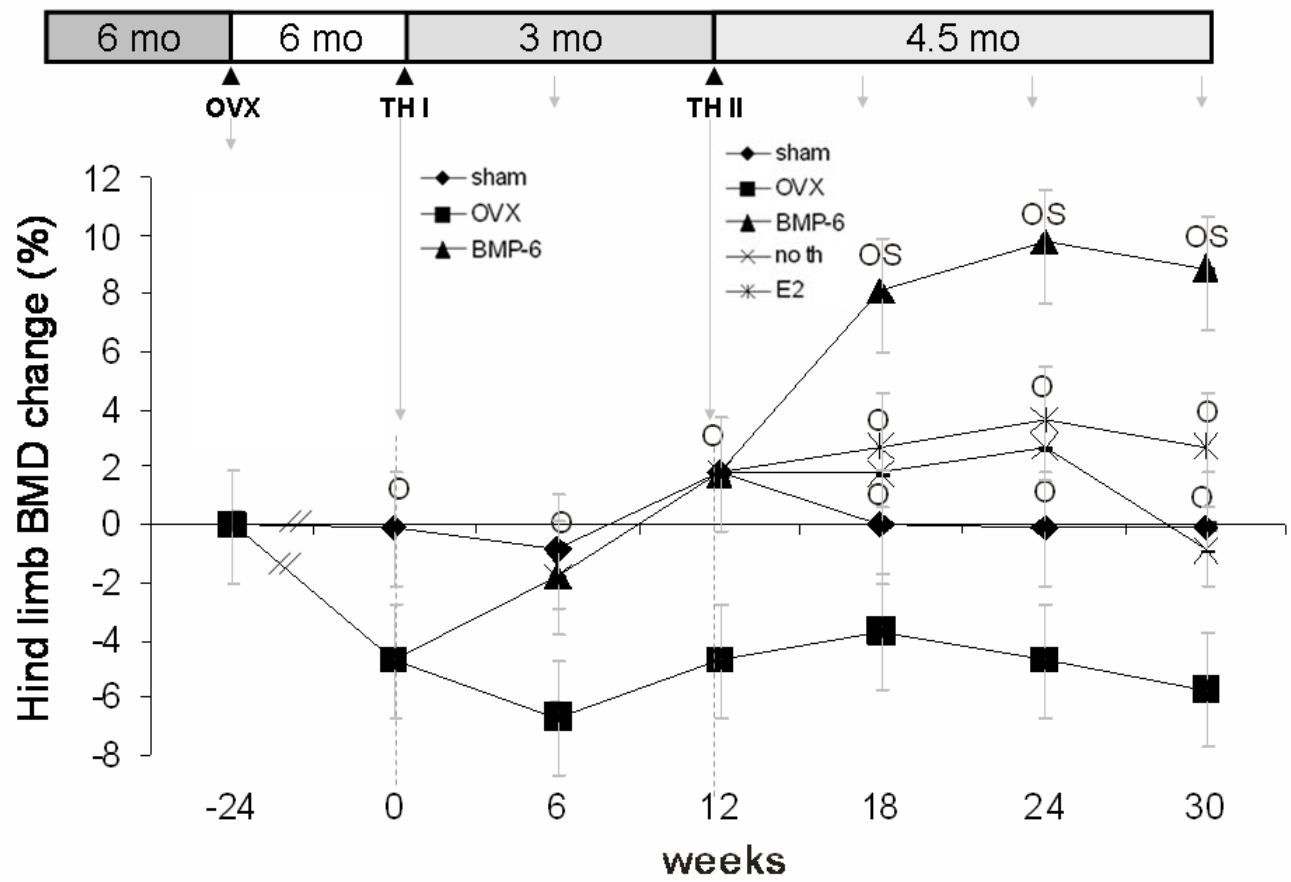 6 mo 6 mo 3 mo 4.5 mo
OVX TH I TH II
sham
OVX
BMP-6
sham
OVX
BMP-6
no th
E2
Hind limb BMD change (%)
12
10
8
6
4
2
0
-2
-4
-6
-8
OS OS OS
O O O
O O O O O O
-24 0 6 12 18 24 30
weeks